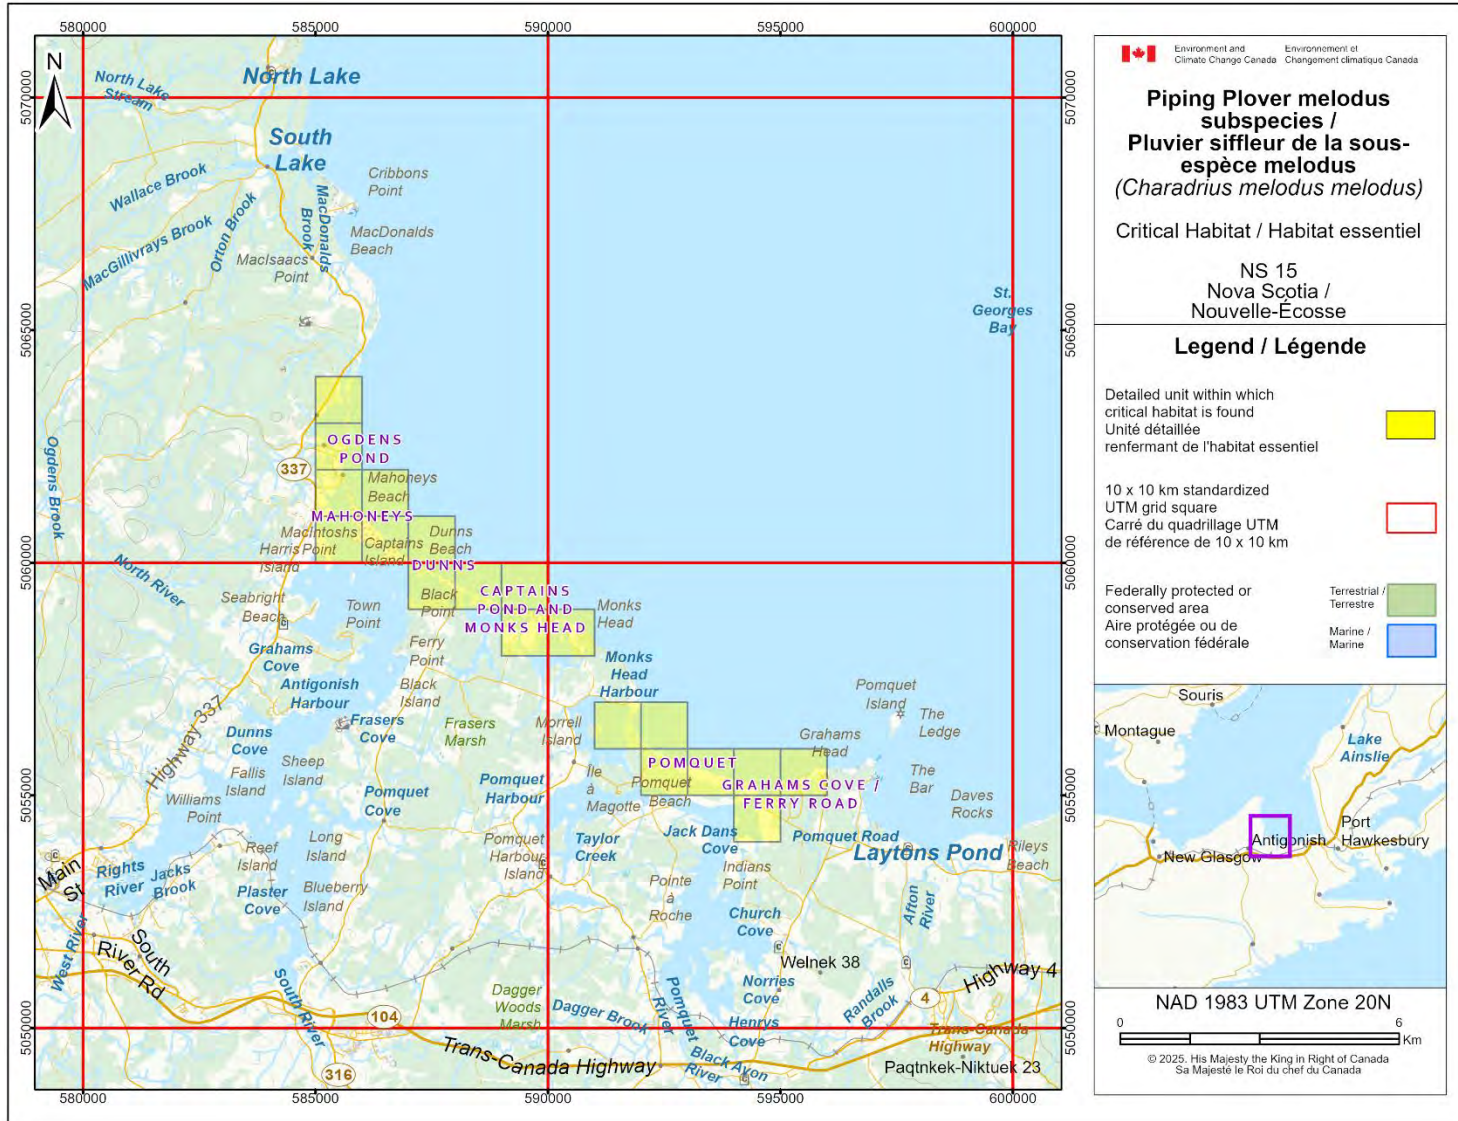 580000
585000
590000
595000
600000
5070000
5065000
5060000
5055000
5050000
N
North Lake
North Lake
Stream
South
Lake
Cribbons
Point
Wallace Brook
MacDonalds
Brook
Orton Brook
MacGillivrays Brook
MacDonalds
Beach
MacIsaacs
Point
St.
Georges
Bay
OGDENS
POND
337
Mahoneys
Beach
Ogdens Brook
MAHONEYS
MacIntoshs
Point
Harris
Island
Captains
Island
Dunns
Beach
DUNNS
North River
CAPTAINS
POND AND
MONKS HEAD
Black
Point
Monks
Head
Seabright
Beach
Town
Point
Grahams
Cove
Ferry
Point
Monks
Head
Harbour
Antigonish
Harbour
Black
Island
Pomquet
Island
Highway 337
Dunns
Cove
Frasers
Cove
Frasers
Marsh
Morrell
Island
Grahams
Head
The
Ledge
Fallis
Island
Sheep
Island
POMQUET
Île
à
Magotte
Pomquet
Beach
GRAHAMS COVE /
FERRY ROAD
The
Bar
Williams
Point
Pomquet
Cove
Pomquet
Harbour
Daves
Rocks
Main
St
Rights
River
Jacks
Brook
Reef
Island
Long
Island
Pomquet
Harbour
Island
Taylor
Creek
Jack Dans
Cove
Pomquet Road
Laytons Pond
Rileys
Beach
Plaster
Cove
Blueberry
Island
Indians
Point
Pointe
à
Roche
Church
Cove
Afton
River
West River
South
River Rd
South River
Welnek 38
Highway 4
Dagger
Woods
Marsh
Dagger Brook
Pomquet
River
Norries
Cove
Randalls
Brook
4
104
Henrys
Cove
Trans-Canada
Highway
Trans-Canada Highway
Black Avon
River
Paqtnkek-Niktuek 23
316
580000
585000
590000
595000
600000
5070000
5065000
5060000
5055000
5050000
Environment and
Climate Change Canada
Environnement et
Changement climatique Canada
Piping Plover melodus
subspecies /
Pluvier siffleur de la sous-
espèce melodus
(Charadrius melodus melodus)
Critical Habitat / Habitat essentiel
NS 15
Nova Scotia /
Nouvelle-Écosse
Legend / Légende
Detailed unit within which
critical habitat is found
Unité détaillée
renfermant de l'habitat essentiel
10 x 10 km standardized
UTM grid square
Carré du quadrillage UTM
de référence de 10 x 10 km
Federally protected or
conserved area
Aire protégée ou de
conservation fédérale
Terrestrial /
Terrestre
Marine /
Marine
Souris
Montague
Lake
Ainslie
Port
Hawkesbury
Antigonish
New Glasgow
NAD 1983 UTM Zone 20N
0
6
Km
© 2025. His Majesty the King in Right of Canada
Sa Majesté le Roi du chef du Canada